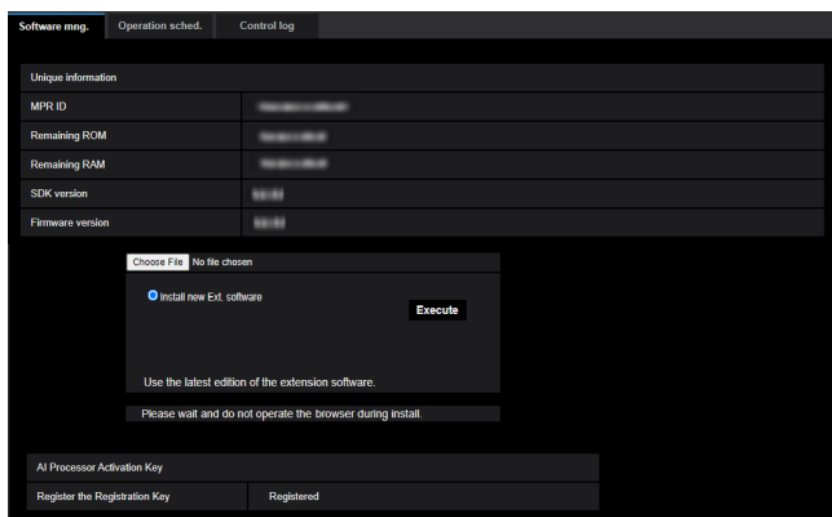 Software mng. Operation sched. Control log
Unique information
MPR ID
Remaining ROM
Remaining RAM
SDK version
Firmware version
Choose File No file chosen
Install new Ext. software
Execute
Use the latest edition of the extension software.
Please wait and do not operate the browser during install.
AI Processor Activation Key
Register the Registration Key Registered